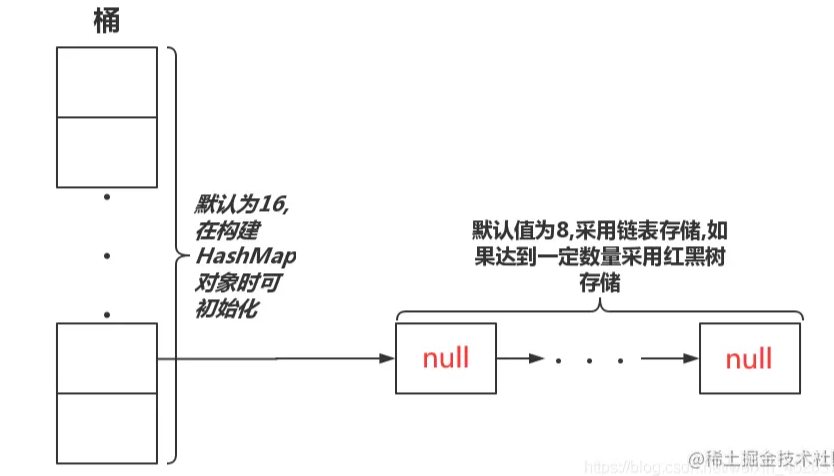 桶
默认为16,
在构建
HashMap
对象时可
初始化
默认值为8,采用链表存储,如
果达到一定数量采用红黑树
存储
null
null
https://blog.csdn.net/
@稀土掘金技术社